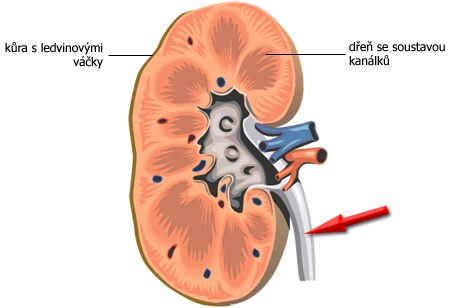 kůra s ledvinovými
váčky
dřeň se soustavou
kanálků